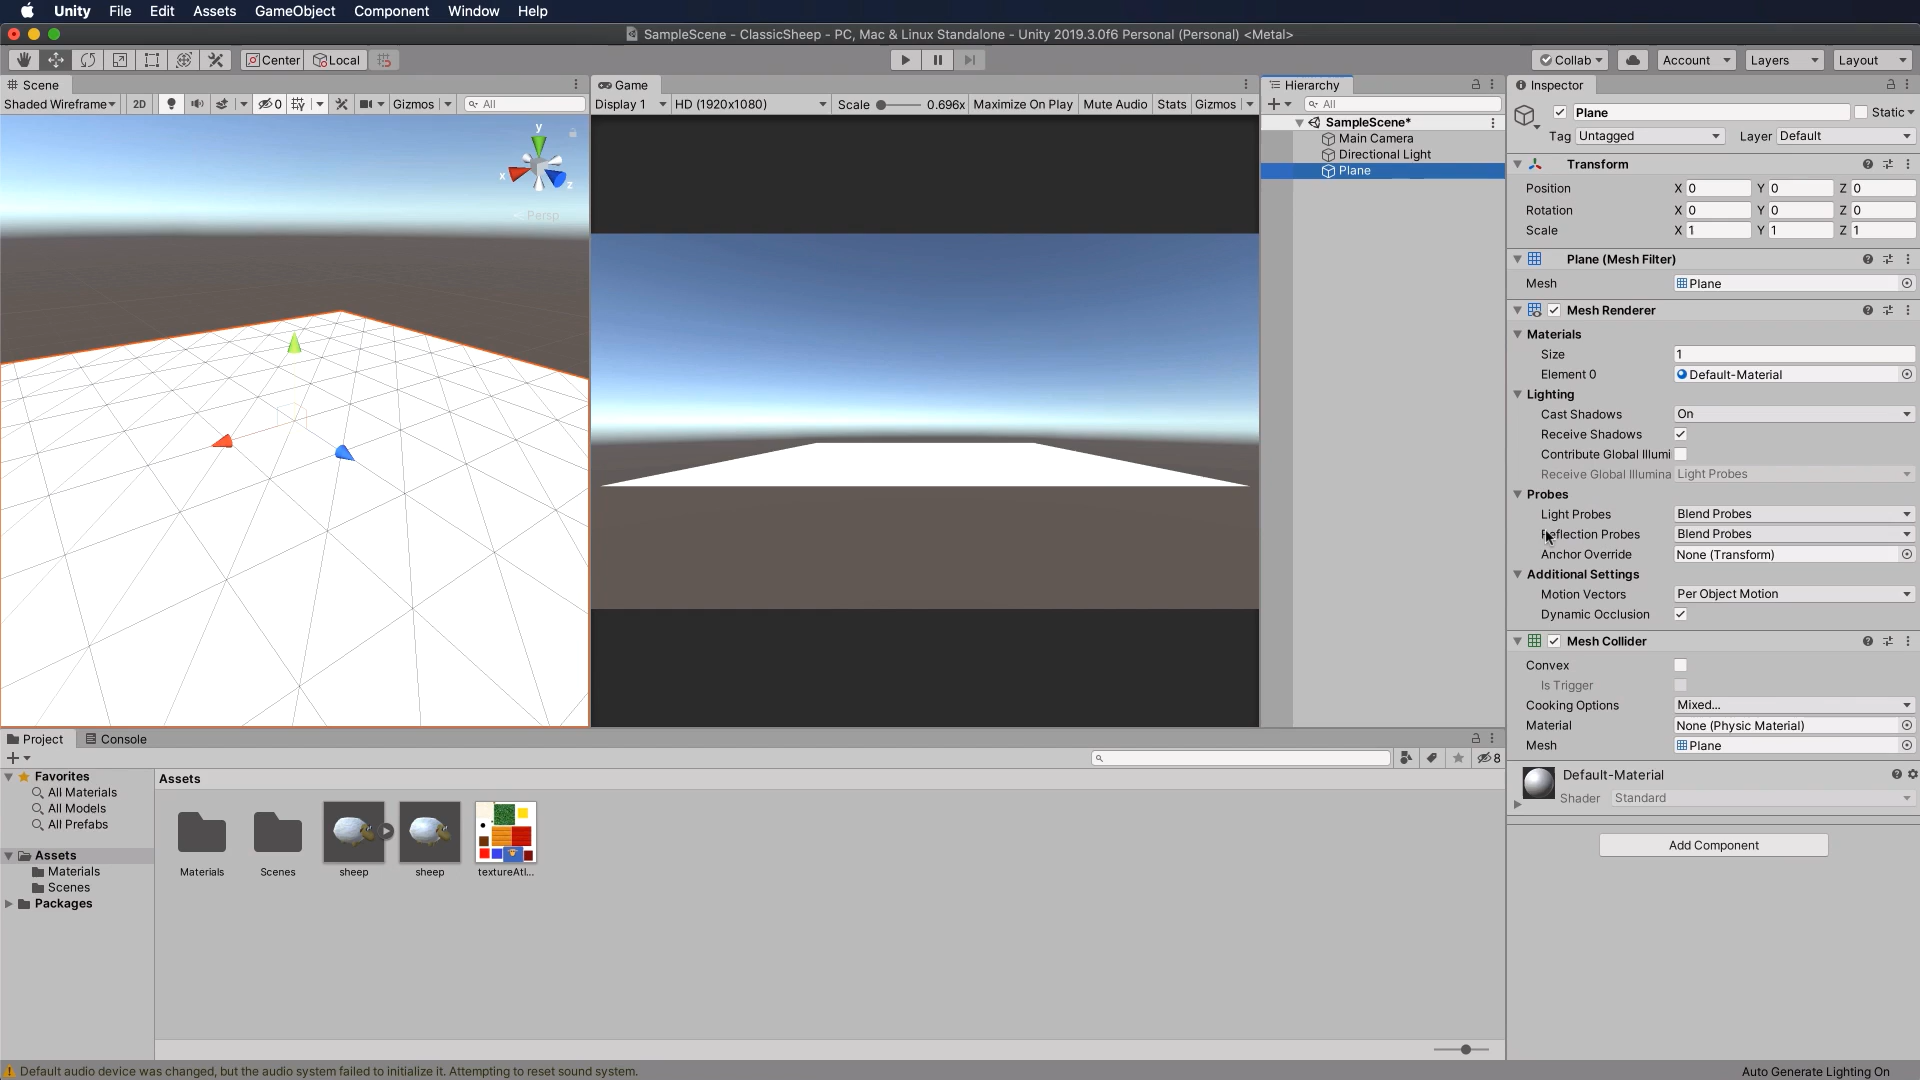 Unity File Edit Assets GameObject Component Window Help
SampleScene - ClassicSheep - PC, Mac & Linux Standalone - Unity 2019.3.0f6 Personal (Personal) <Metal>
Center Local Collab Account Layers Layout
Scene
Shaded Wireframe 2D 0 Gizmos All
y
x
z
Persp
Game
Display 1 HD (1920x1080) Scale 0.696x Maximize On Play Mute Audio Stats Gizmos
Hierarchy
All
SampleScene*
Main Camera
Directional Light
Plane
Inspector
Plane Static
Tag Untagged Layer Default
Transform
Position X 0 Y 0 Z 0
Rotation X 0 Y 0 Z 0
Scale X 1 Y 1 Z 1
Plane (Mesh Filter)
Mesh Plane
Mesh Renderer
Materials
Size 1
Element 0 Default-Material
Lighting
Cast Shadows On
Receive Shadows
Contribute Global Illumi
Receive Global Illumina Light Probes
Probes
Light Probes Blend Probes
Reflection Probes Blend Probes
Anchor Override None (Transform)
Additional Settings
Motion Vectors Per Object Motion
Dynamic Occlusion
Mesh Collider
Convex
Is Trigger
Cooking Options Mixed...
Material None (Physic Material)
Mesh Plane
Default-Material
Shader Standard
Add Component
Project Console
8
Favorites
All Materials
All Models
All Prefabs
Assets
Materials
Scenes
Packages
Assets
Materials Scenes sheep sheep textureAtl...
Default audio device was changed, but the audio system failed to initialize it. Attempting to reset sound system.
Auto Generate Lighting On